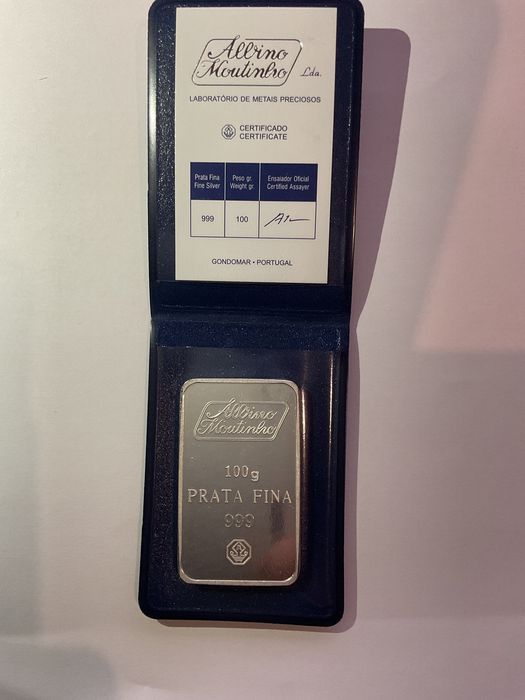 Albino
Moutinho Lda.
LABORATÓRIO DE METAIS PRECIOSOS
CERTIFICADO
CERTIFICATE
Prata Fina Peso gr. Ensaiador Oficial
Fine Silver Weight gr. Certified Assayer
999 100
GONDOMAR • PORTUGAL
Albino
Moutinho
100g
PRATA FINA
999